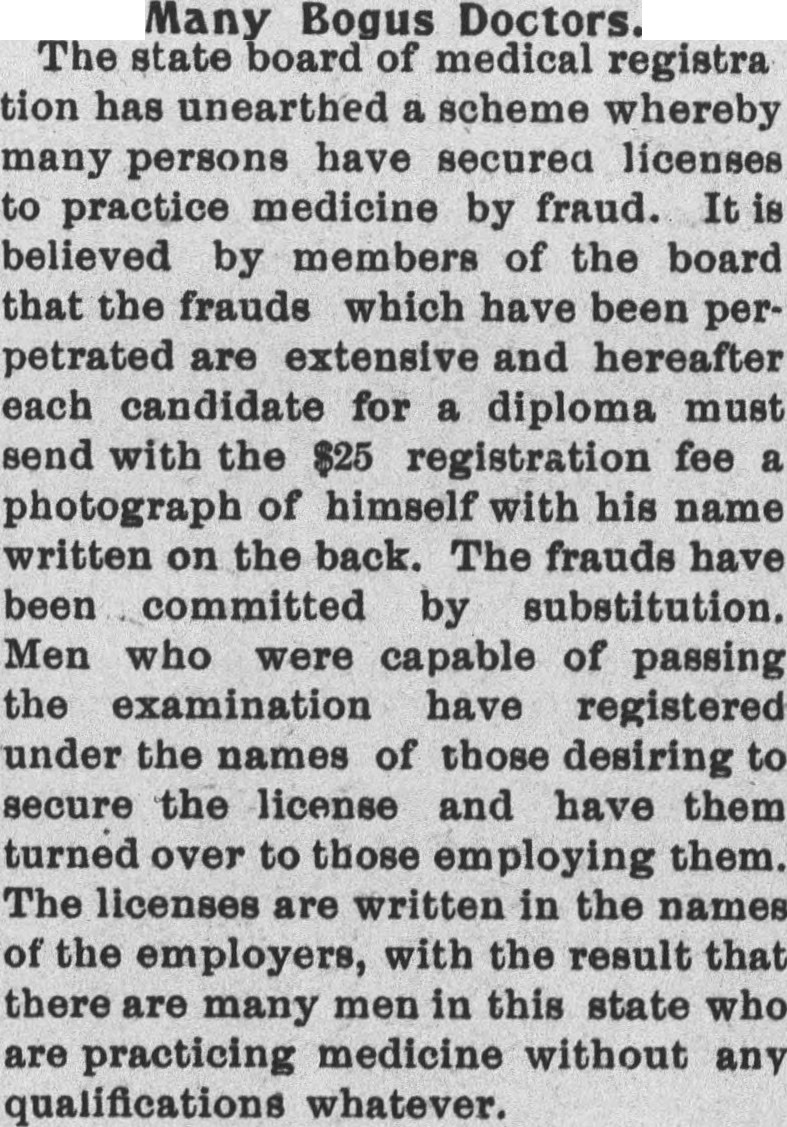 Many Bogus Doctors.
The state board of medical registra
tion has unearthed a scheme whereby
many persons have secured licenses
to practice medicine by fraud. It is
believed by members of the board
that the frauds which have been per-
petrated are extensive and hereafter
each candidate for a diploma must
send with the $25 registration fee a
photograph of himself with his name
written on the back. The frauds have
been committed by substitution.
Men who were capable of passing
the examination have registered
under the names of those desiring to
secure the license and have them
turned over to those employing them.
The licenses are written in the names
of the employers, with the result that
there are many men in this state who
are practicing medicine without any
qualifications whatever.